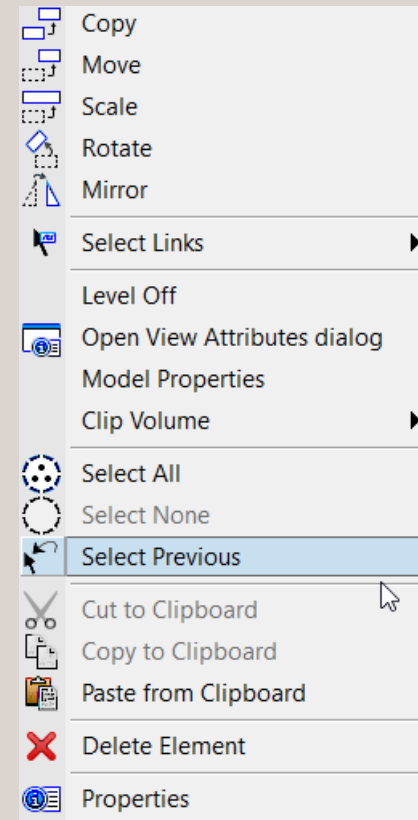 Copy
Move
Scale
Rotate
Mirror
Select Links
Level Off
Open View Attributes dialog
Model Properties
Clip Volume
Select All
Select None
Select Previous
Cut to Clipboard
Copy to Clipboard
Paste from Clipboard
Delete Element
Properties